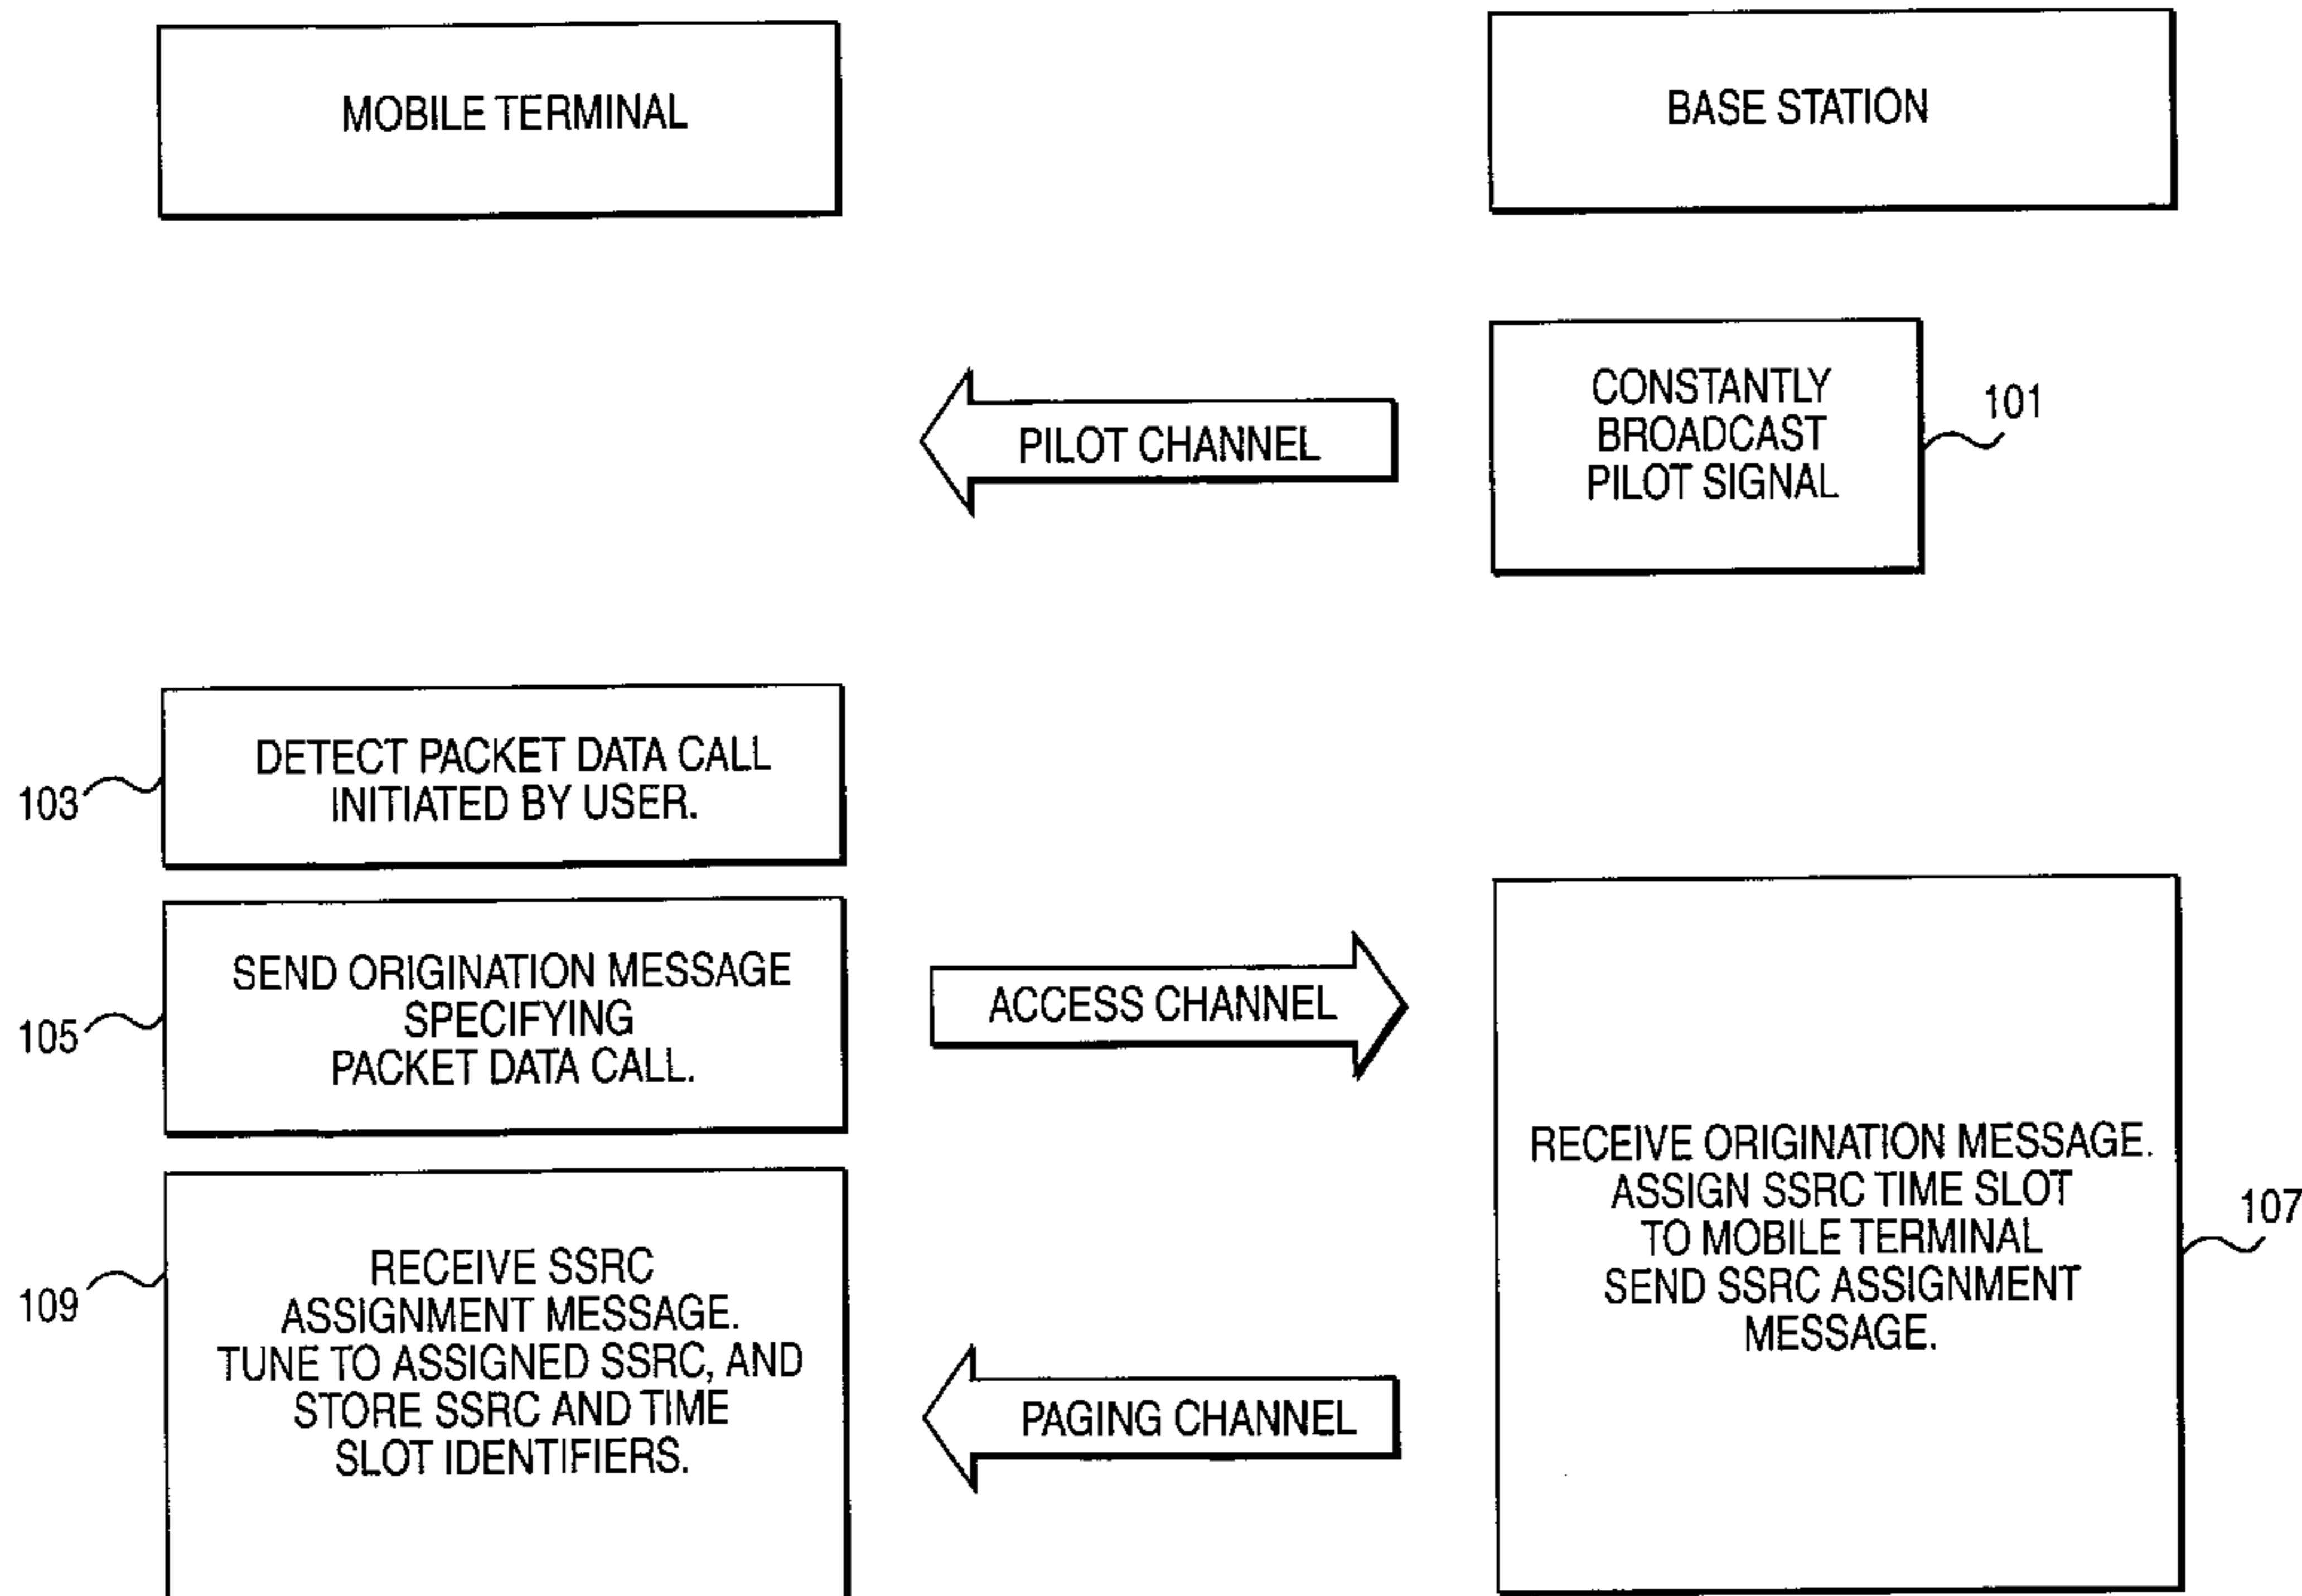 MOBILE TERMINAL
BASE STATION
PILOT CHANNEL
CONSTANTLY
BROADCAST
PILOT SIGNAL
101
103
DETECT PACKET DATA CALL
INITIATED BY USER.
105
SEND ORIGINATION MESSAGE
SPECIFYING
PACKET DATA CALL.
ACCESS CHANNEL
RECEIVE ORIGINATION MESSAGE.
ASSIGN SSRC TIME SLOT
TO MOBILE TERMINAL
SEND SSRC ASSIGNMENT
MESSAGE.
107
109
RECEIVE SSRC
ASSIGNMENT MESSAGE.
TUNE TO ASSIGNED SSRC, AND
STORE SSRC AND TIME
SLOT IDENTIFIERS.
PAGING CHANNEL